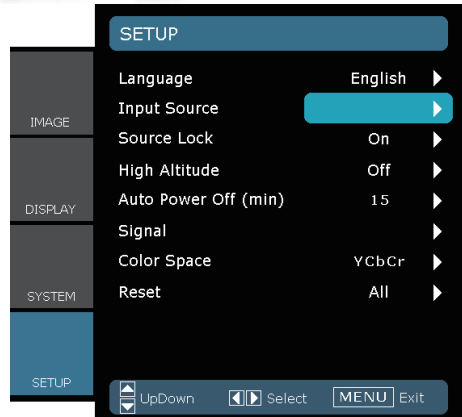 SETUP
IMAGE
DISPLAY
SYSTEM
SETUP
Language English
Input Source
Source Lock On
High Altitude Off
Auto Power Off (min) 15
Signal
Color Space YCbCr
Reset All
UpDown Select MENU Exit